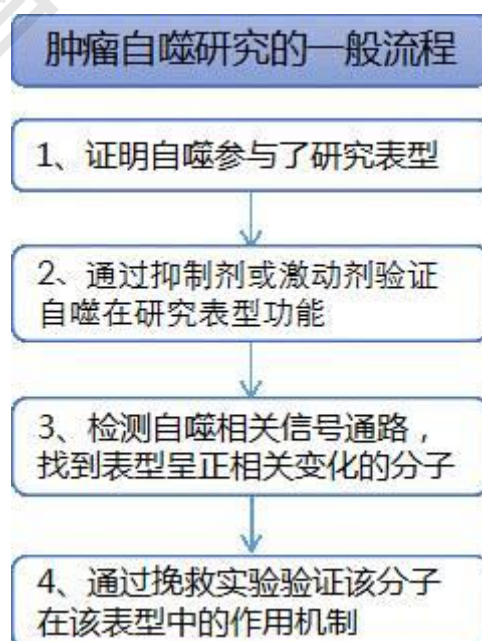 肿瘤自噬研究的一般流程
1、证明自噬参与了研究表型
2、通过抑制剂或激动剂验证
自噬在研究表型功能
3、检测自噬相关信号通路，
找到表型呈正相关变化的分子
4、通过挽救实验验证该分子
在该表型中的作用机制